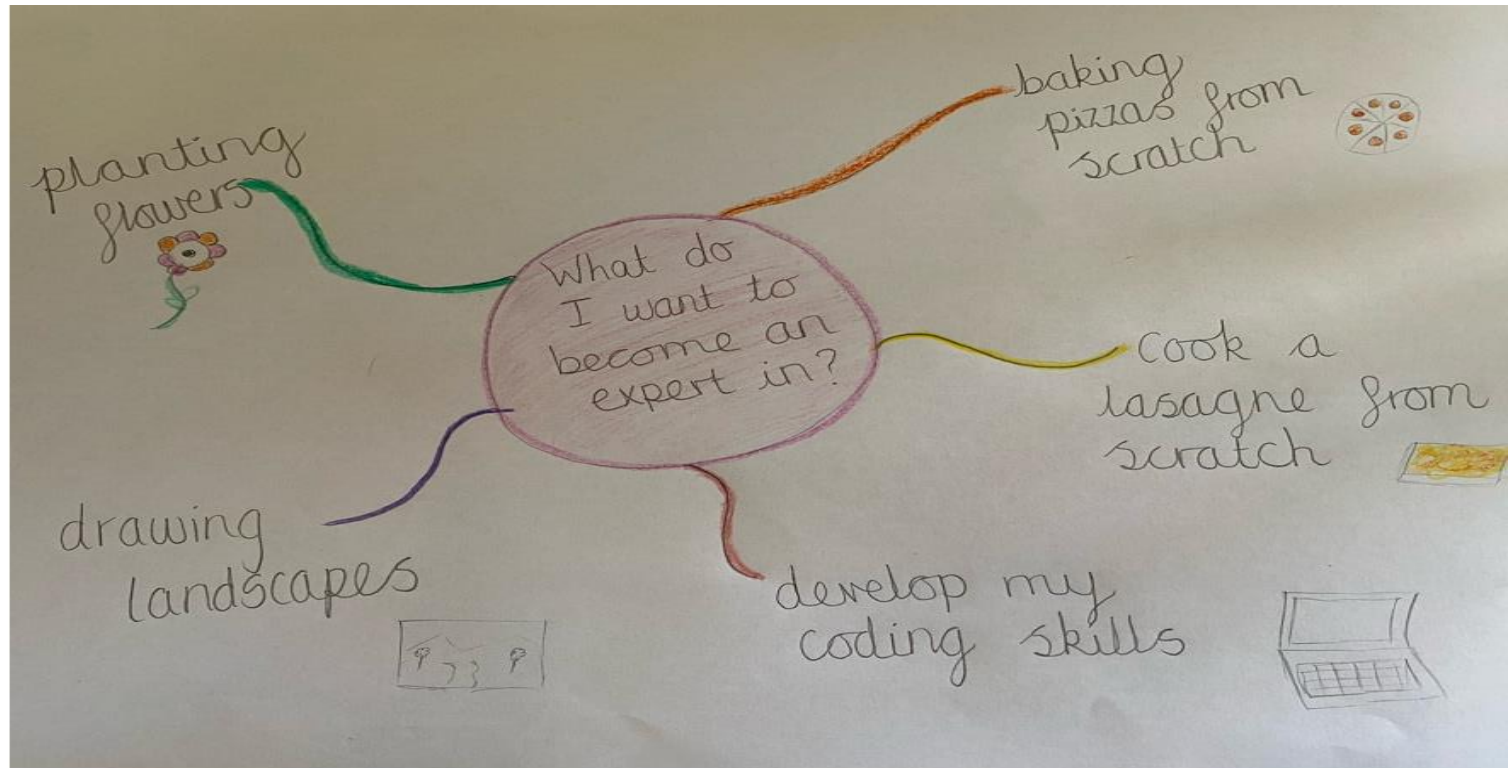 What do
I want to
become an
expert in?
baking
pizzas from
scratch
cook a
lasagne from
scratch
develop my
coding skills
drawing
landscapes
planting
flowers